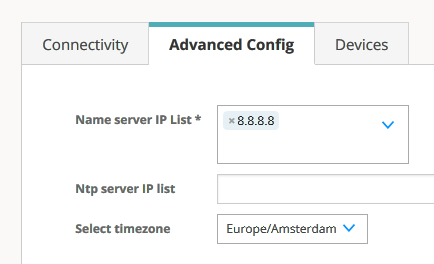 Connectivity Advanced Config Devices
Name server IP List * × 8.8.8.8
Ntp server IP list
Select timezone Europe/Amsterdam